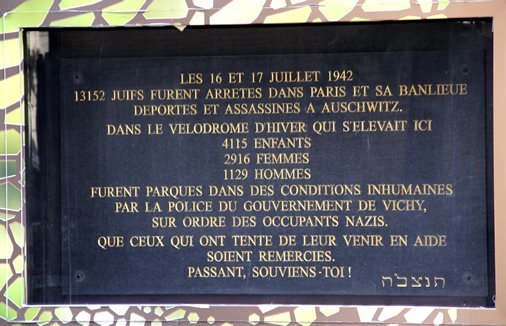 LES 16 ET 17 JUILLET 1942
13152 JUIFS FURENT ARRETES DANS PARIS ET SA BANLIEUE
DEPORTES ET ASSASSINES A AUSCHWITZ.
DANS LE VELODROME D'HIVER QUI S'ELEVAIT ICI
4115 ENFANTS
2916 FEMMES
1129 HOMMES
FURENT PARQUES DANS DES CONDITIONS INHUMAINES
PAR LA POLICE DU GOUVERNEMENT DE VICHY,
SUR ORDRE DES OCCUPANTS NAZIS.
QUE CEUX QUI ONT TENTE DE LEUR VENIR EN AIDE
SOIENT REMERCIES.
PASSANT, SOUVIENS-TOI !
תנצב״ה